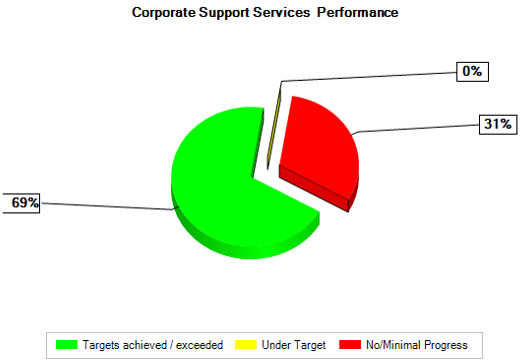 Corporate Support Services Performance
0%
31%
69%
Targets achieved / exceeded Under Target No/Minimal Progress